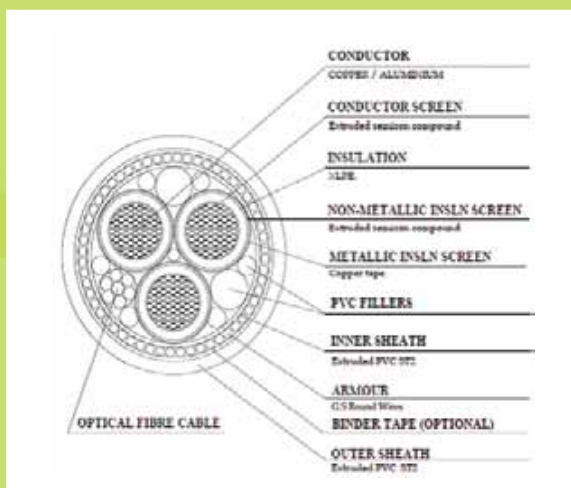 CONDUCTOR
COPPER / ALUMINIUM
CONDUCTOR SCREEN
Extruded semicon compound
INSULATION
XLPE
NON-METALLIC INSLN SCREEN
Extruded semicon compound
METALLIC INSLN SCREEN
Copper tape
PVC FILLERS
INNER SHEATH
Extruded PVC ST2
ARMOUR
G.S Round Wires
BINDER TAPE (OPTIONAL)
OUTER SHEATH
Extruded PVC ST2
OPTICAL FIBRE CABLE